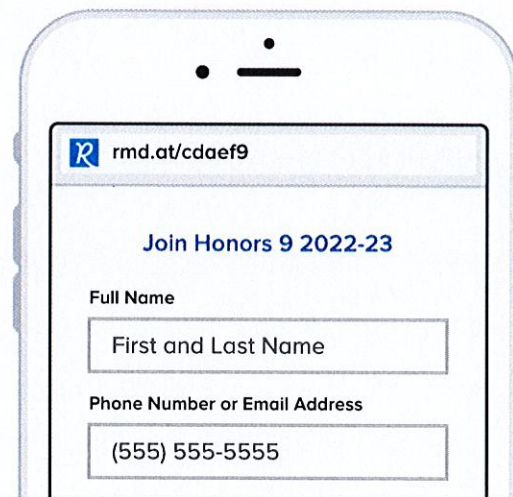 R rmd.at/cdaef9
Join Honors 9 2022-23
Full Name
First and Last Name
Phone Number or Email Address
(555) 555-5555